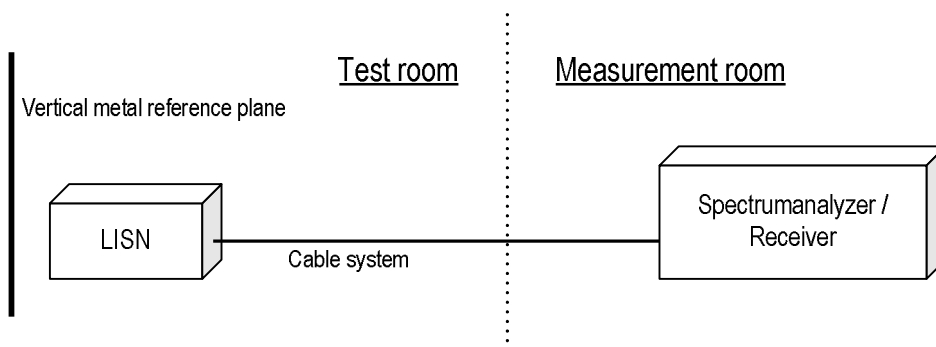 Test room
Measurement room
Vertical metal reference plane
LISN
Cable system
Spectrumanalyzer /
Receiver